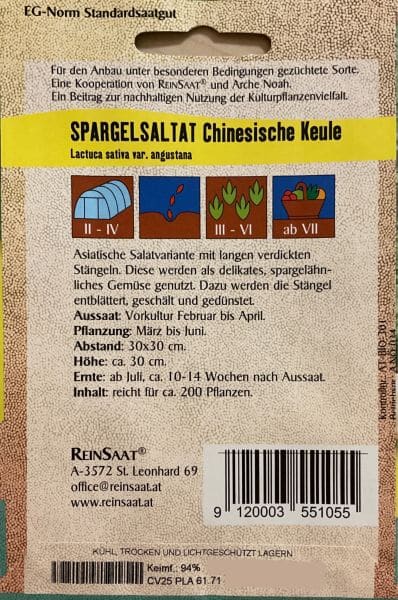 EG-Norm Standardsaatgut
Für den Anbau unter besonderen Bedingungen gezüchtete Sorte.
Eine Kooperation von REINSAAT® und Arche Noah.
Ein Beitrag zur nachhaltigen Nutzung der Kulturpflanzenvielfalt.
SPARGELSALTAT Chinesische Keule
Lactuca sativa var. angustana
II - IV
III - VI
ab VII
Asiatische Salatvariante mit langen verdickten
Stängeln. Diese werden als delikates, spargelähn-
liches Gemüse genutzt. Dazu werden die Stängel
entblättert, geschält und gedünstet.
Aussaat: Vorkultur Februar bis April.
Pflanzung: März bis Juni.
Abstand: 30x30 cm.
Höhe: ca. 30 cm.
Ernte: ab Juli, ca. 10-14 Wochen nach Aussaat.
Inhalt: reicht für ca. 200 Pflanzen.
REINSAAT®
A-3572 St. Leonhard 69
office@reinsaat.at
www.reinsaat.at
9 120003 551055
KÜHL, TROCKEN UND LICHTGESCHÜTZT LAGERN
Keimf.: 94%
CV25 PLA 61.71